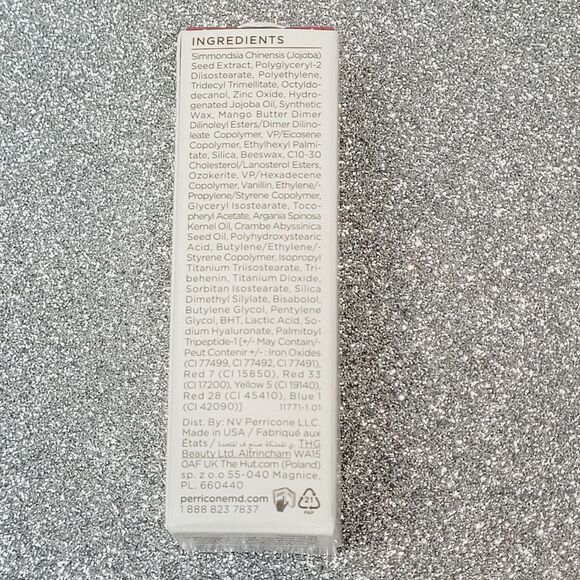 INGREDIENTS
Simmondsia Chinensis (Jojoba)
Seed Extract, Polyglyceryl-2
Diisostearate, Polyethylene,
Tridecyl Trimellitate, Octyldo-
decanol, Zinc Oxide, Hydro-
genated Jojoba Oil, Synthetic
Wax, Mango Butter Dimer
Dilinoleyl Esters/Dimer Dilino-
leate Copolymer, VP/Eicosene
Copolymer, Ethylhexyl Palmi-
tate, Silica, Beeswax, C10-30
Cholesterol/Lanosterol Esters,
Ozokerite, VP/Hexadecene
Copolymer, Vanillin, Ethylene/-
Propylene/Styrene Copolymer,
Glyceryl Isostearate, Toco-
pheryl Acetate, Argania Spinosa
Kernel Oil, Crambe Abyssinica
Seed Oil, Polyhydroxystearic
Acid, Butylene/Ethylene/-
Styrene Copolymer, Isopropyl
Titanium Triisostearate, Tri-
behenin, Titanium Dioxide,
Sorbitan Isostearate, Silica
Dimethyl Silylate, Bisabolol,
Butylene Glycol, Pentylene
Glycol, BHT, Lactic Acid, So-
dium Hyaluronate, Palmitoyl
Tripeptide-1 [+/- May Contain/-
Peut Contenir +/-: Iron Oxides
(CI 77499, CI 77492, CI 77491),
Red 7 (CI 15850), Red 33
(CI 17200), Yellow 5 (CI 19140),
Red 28 (CI 45410), Blue 1
(CI 42090)] 11771-1.01
Dist. By: NV Perricone LLC.
Made in USA / Fabriqué aux
États / THG
Beauty Ltd. Altrincham WA15
0AF UK The Hut.com (Poland)
sp. z o.o 55-040 Magnice,
PL. 660440
perriconemd.com
1 888 823 7837
21
PAP